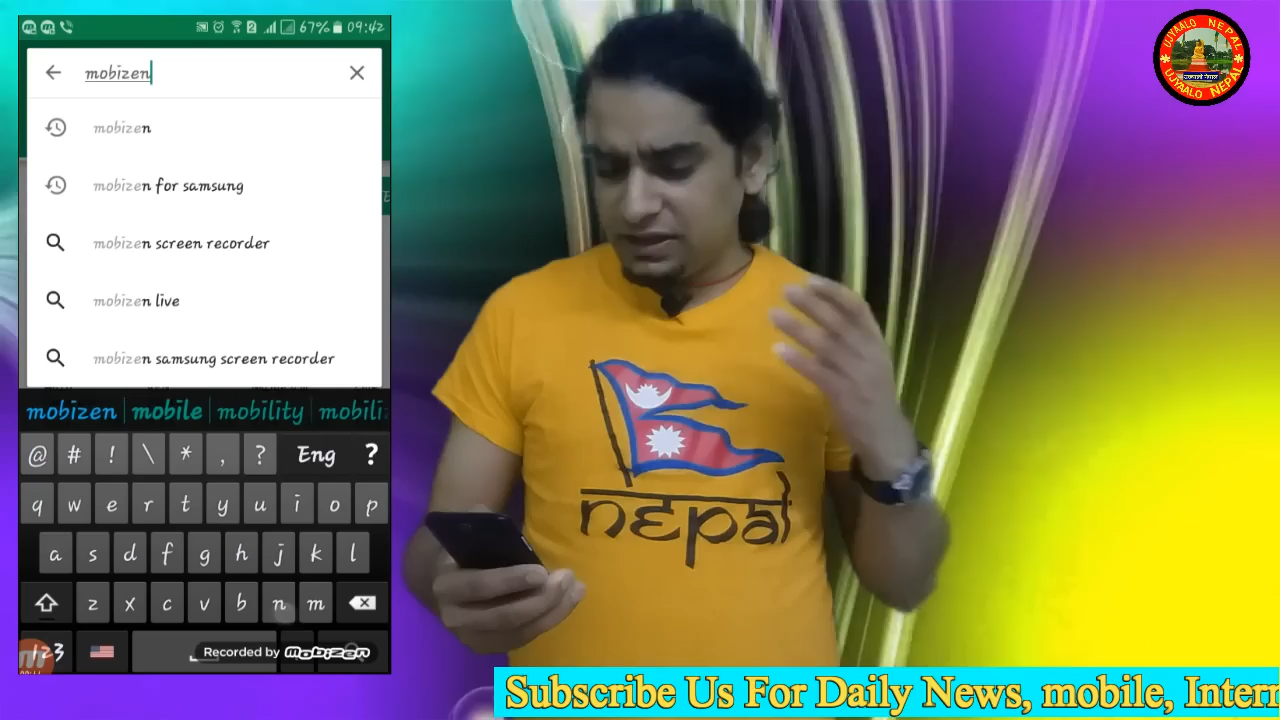 67% 09:42
mobizen
mobizen
mobizen for samsung
mobizen screen recorder
mobizen live
mobizen samsung screen recorder
mobizen mobile mobility mobili
@ # ! \ * , ? Eng ?
q w e r t y u i o p
a s d f g h j k l
z x c v b n m
123
Recorded by mobizen
nepal
UJYAALO NEPAL
UJYAALO NEPAL
Subscribe Us For Daily News, mobile, Intern